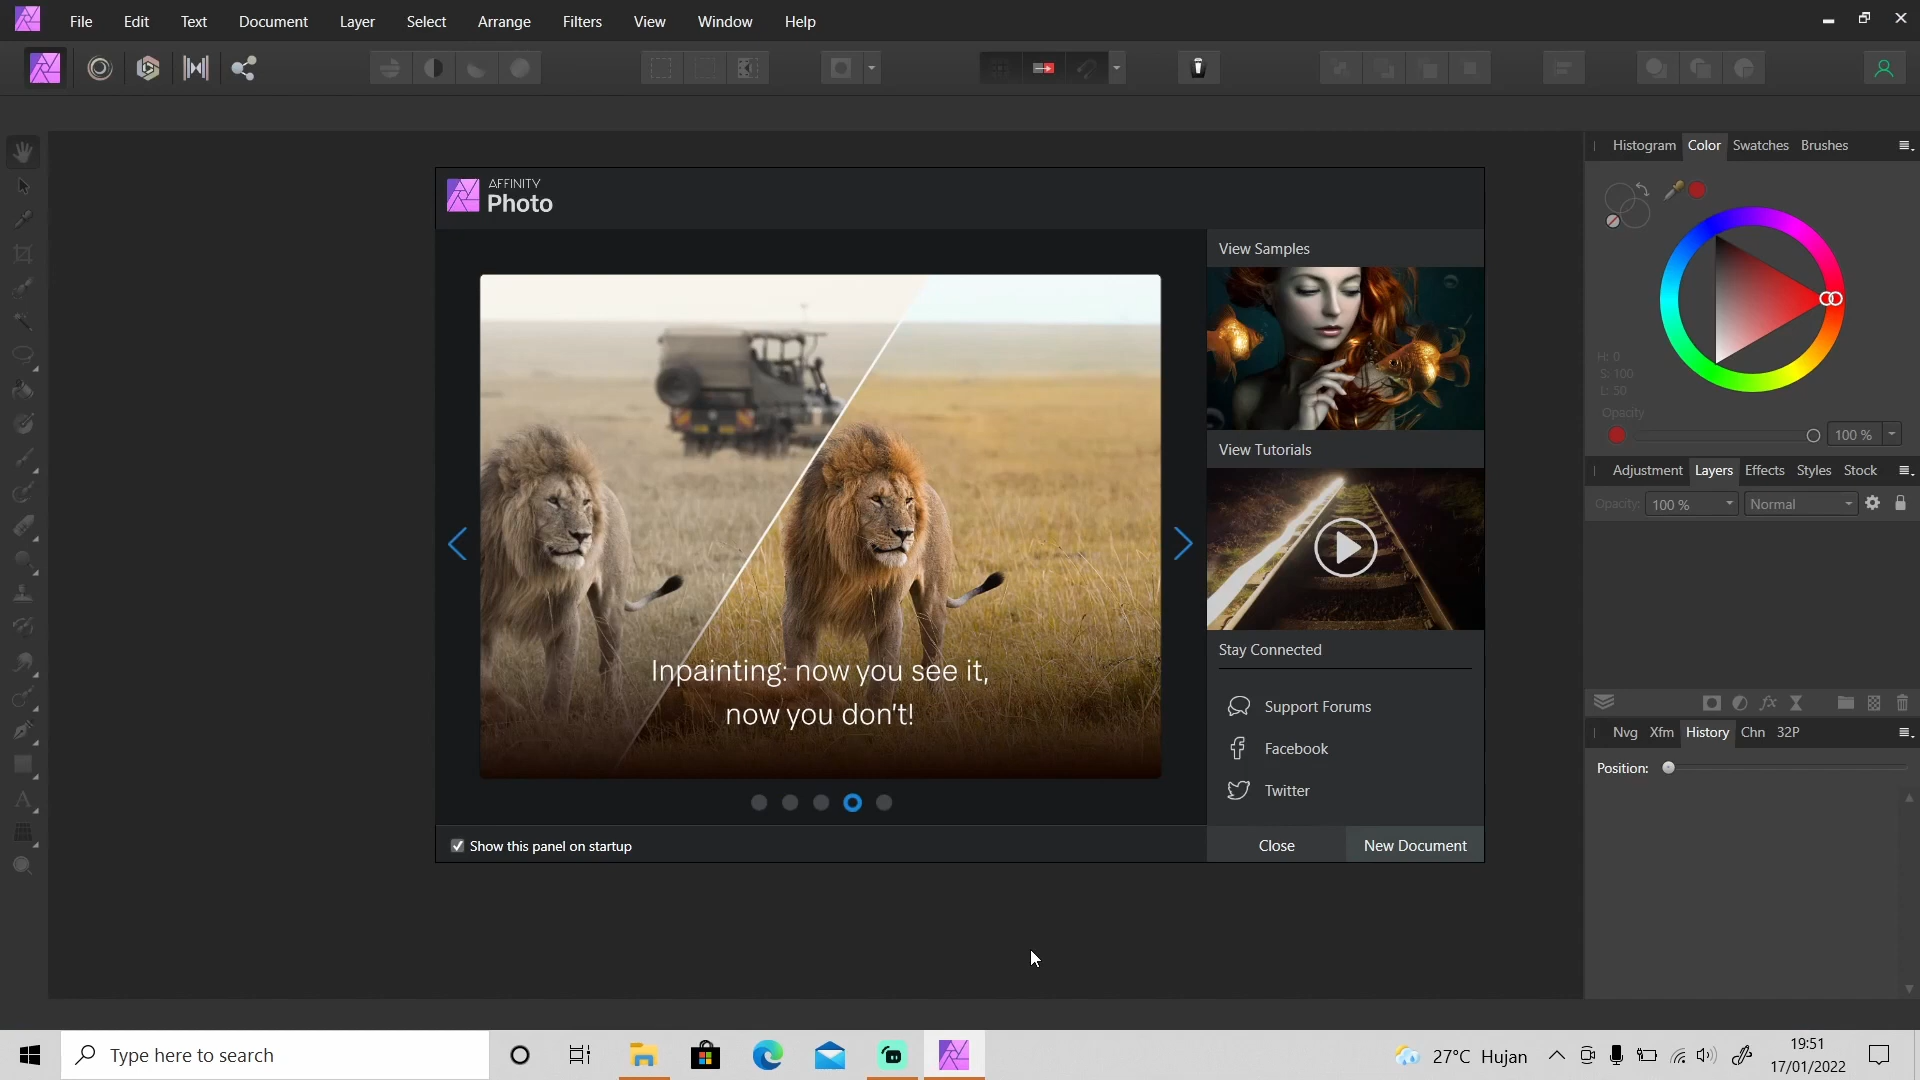 File Edit Text Document Layer Select Arrange Filters View Window Help
Histogram Color Swatches Brushes
H: 0
S: 100
L: 50
Opacity
100 %
Adjustment Layers Effects Styles Stock
Opacity: 100 % Normal
Nvg Xfm History Chn 32P
Position:
AFFINITY
Photo
Inpainting: now you see it,
now you don't!
Show this panel on startup
View Samples
View Tutorials
Stay Connected
Support Forums
Facebook
Twitter
Close New Document
Type here to search
27°C Hujan
19:51
17/01/2022